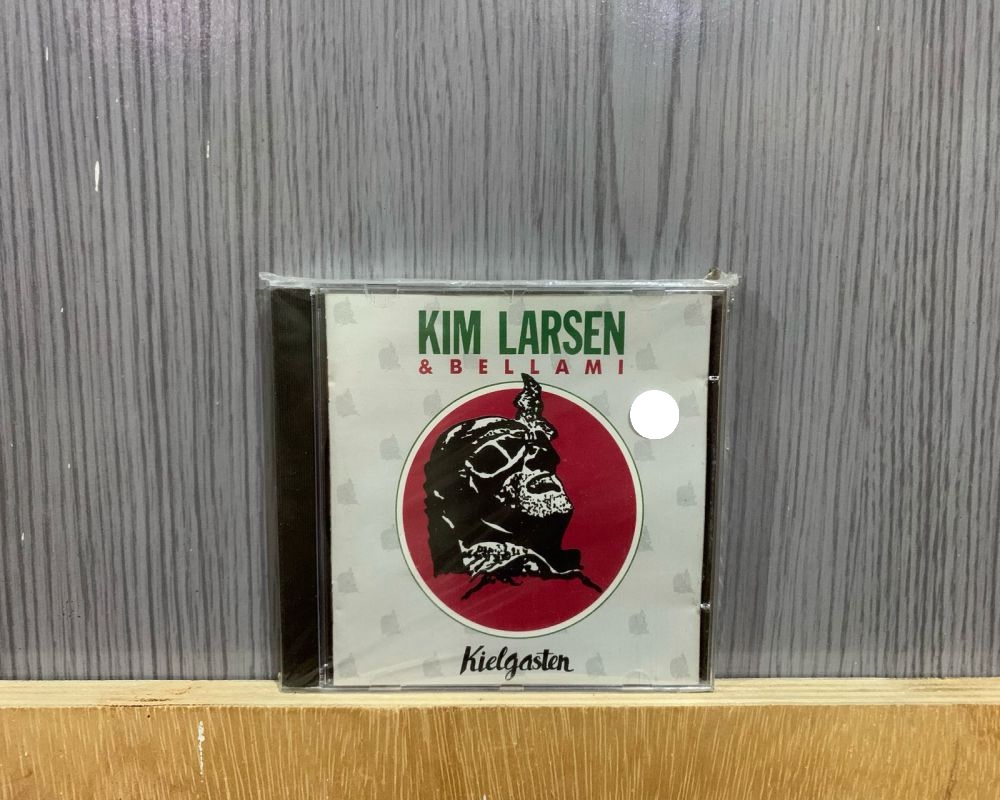 KIM LARSEN
& BELLAMI
Kielgasten